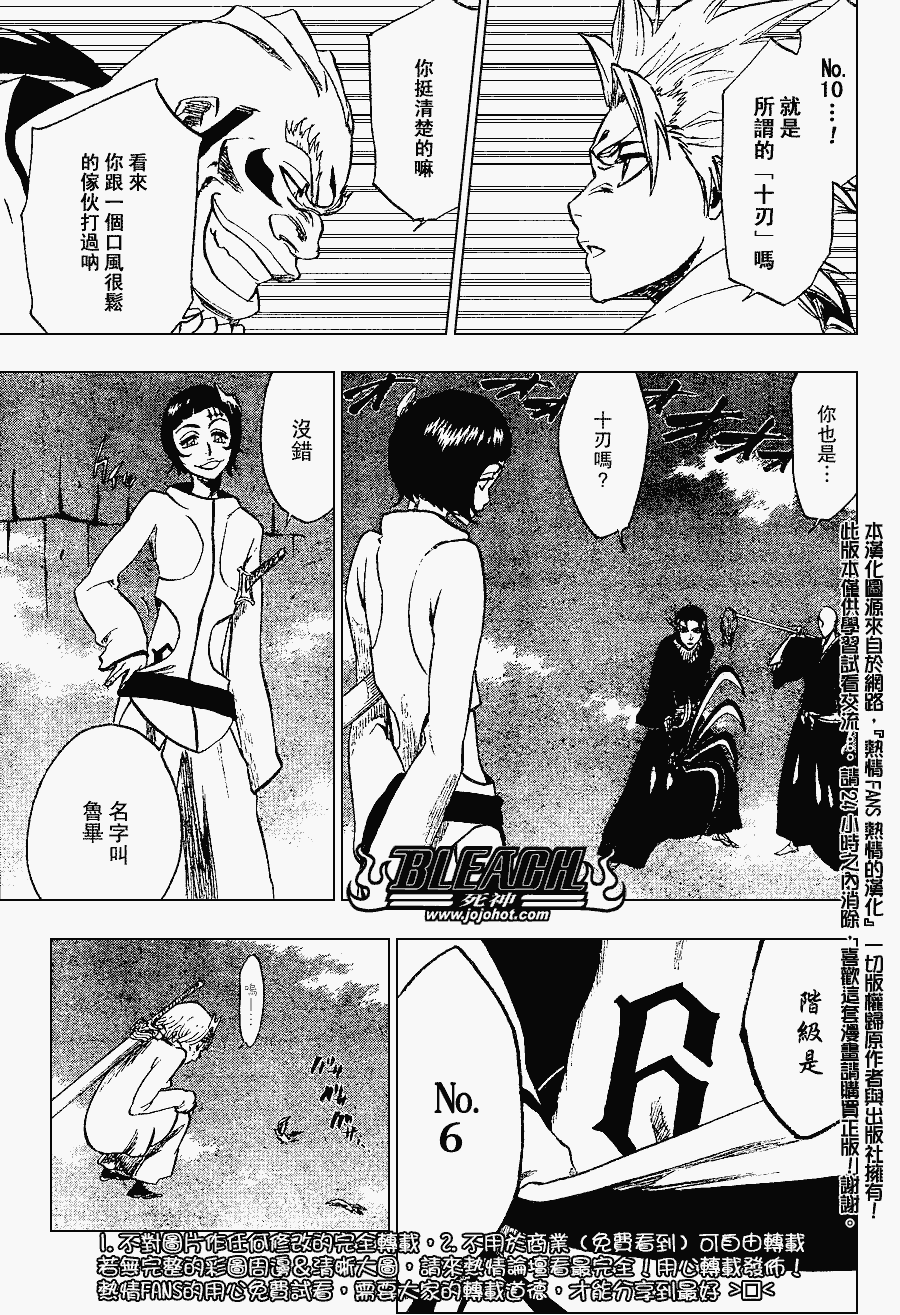 No.10…!
就是
所謂的「十刃」嗎
你挺清楚的嘛
看來
你跟一個口風很鬆
的傢伙打過吶
你也是…
十刃嗎？
沒錯
名字叫
魯畢
階級是
6
No.
6
嗚…
BLEACH
死神
www.jojohot.com
本漢化圖源來自於網路，『熱情FANS 熱情的漢化』一切版權歸原作者與出版社擁有！
此版本僅供學習試看交流…。請24小時之內消除，喜歡這套漫畫請購買正版！！謝謝。
1. 不對圖片作任何修改的完全轉載，2. 不用於商業（免費看到）可自由轉載
若無完整的彩圖周邊&清晰大圖，請來熱情論壇看最完全！用心轉載發佈！
熱情FANS的用心免費試看，需要大家的轉載道德，才能分享到最好 >□<